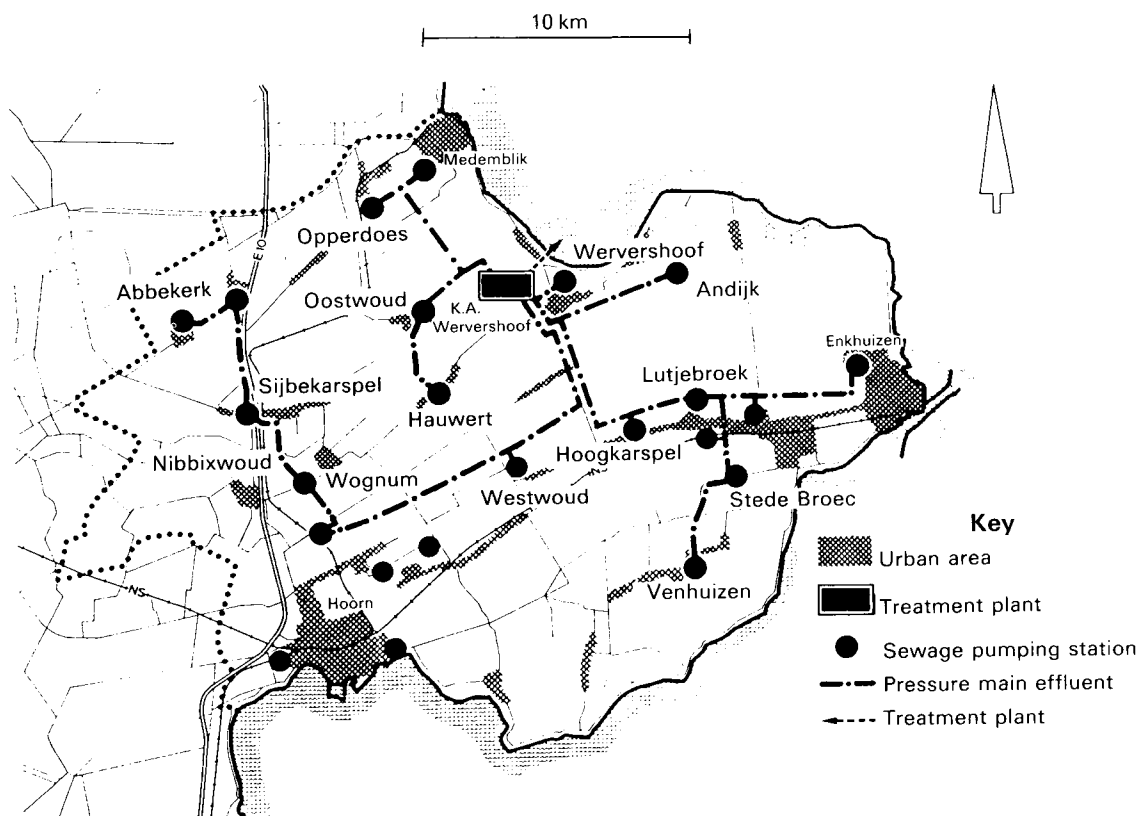 10 km
Medemblik
Opperdoes
E10
Abbekerk
Oostwoud
K.A.
Wervershoof
Wervershoof
Andijk
Enkhuizen
Sijbekarspel
Lutjebroek
Hauwert
Nibbixwoud
Hoogkarspel
Wognum
Westwoud
Stede Broec
NS
Hoorn
Venhuizen
Key
Urban area
Treatment plant
Sewage pumping station
Pressure main effluent
Treatment plant